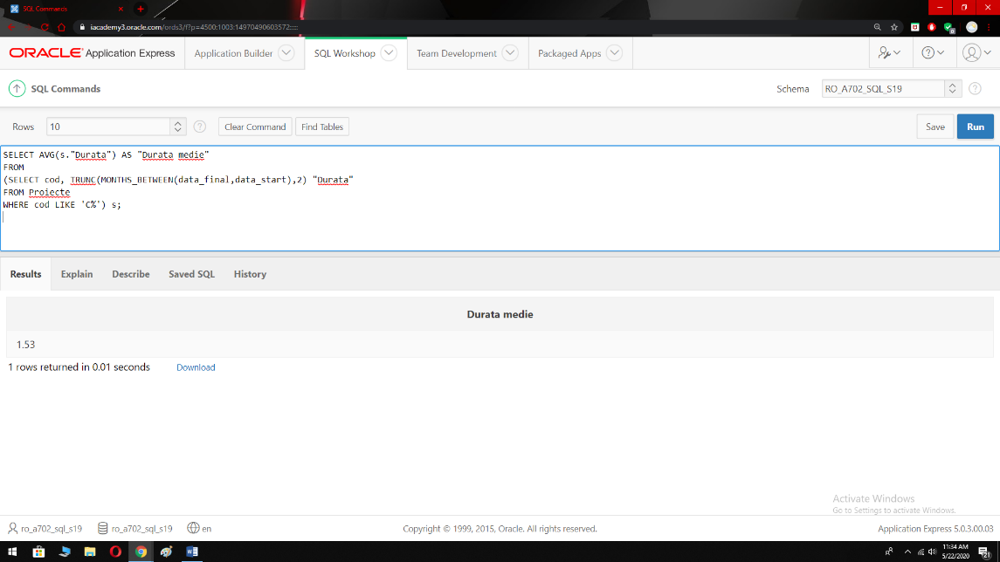 SQL Commands
iacademy3.oracle.com/ords3/f?p=4500:1003:14970490603572:::::
ORACLE Application Express
Application Builder
SQL Workshop
Team Development
Packaged Apps
SQL Commands
Schema
RO_A702_SQL_S19
Rows
10
Clear Command
Find Tables
Save
Run
SELECT AVG(s."Durata") AS "Durata medie"
FROM
(SELECT cod, TRUNC(MONTHS_BETWEEN(data_final,data_start),2) "Durata"
FROM Proiecte
WHERE cod LIKE 'C%') s;
Results
Explain
Describe
Saved SQL
History
Durata medie
1.53
1 rows returned in 0.01 seconds
Download
Activate Windows
Go to Settings to activate Windows.
ro_a702_sql_s19
ro_a702_sql_s19
en
Copyright © 1999, 2015, Oracle. All rights reserved.
Application Express 5.0.3.00.03
11:34 AM
5/22/2020
21